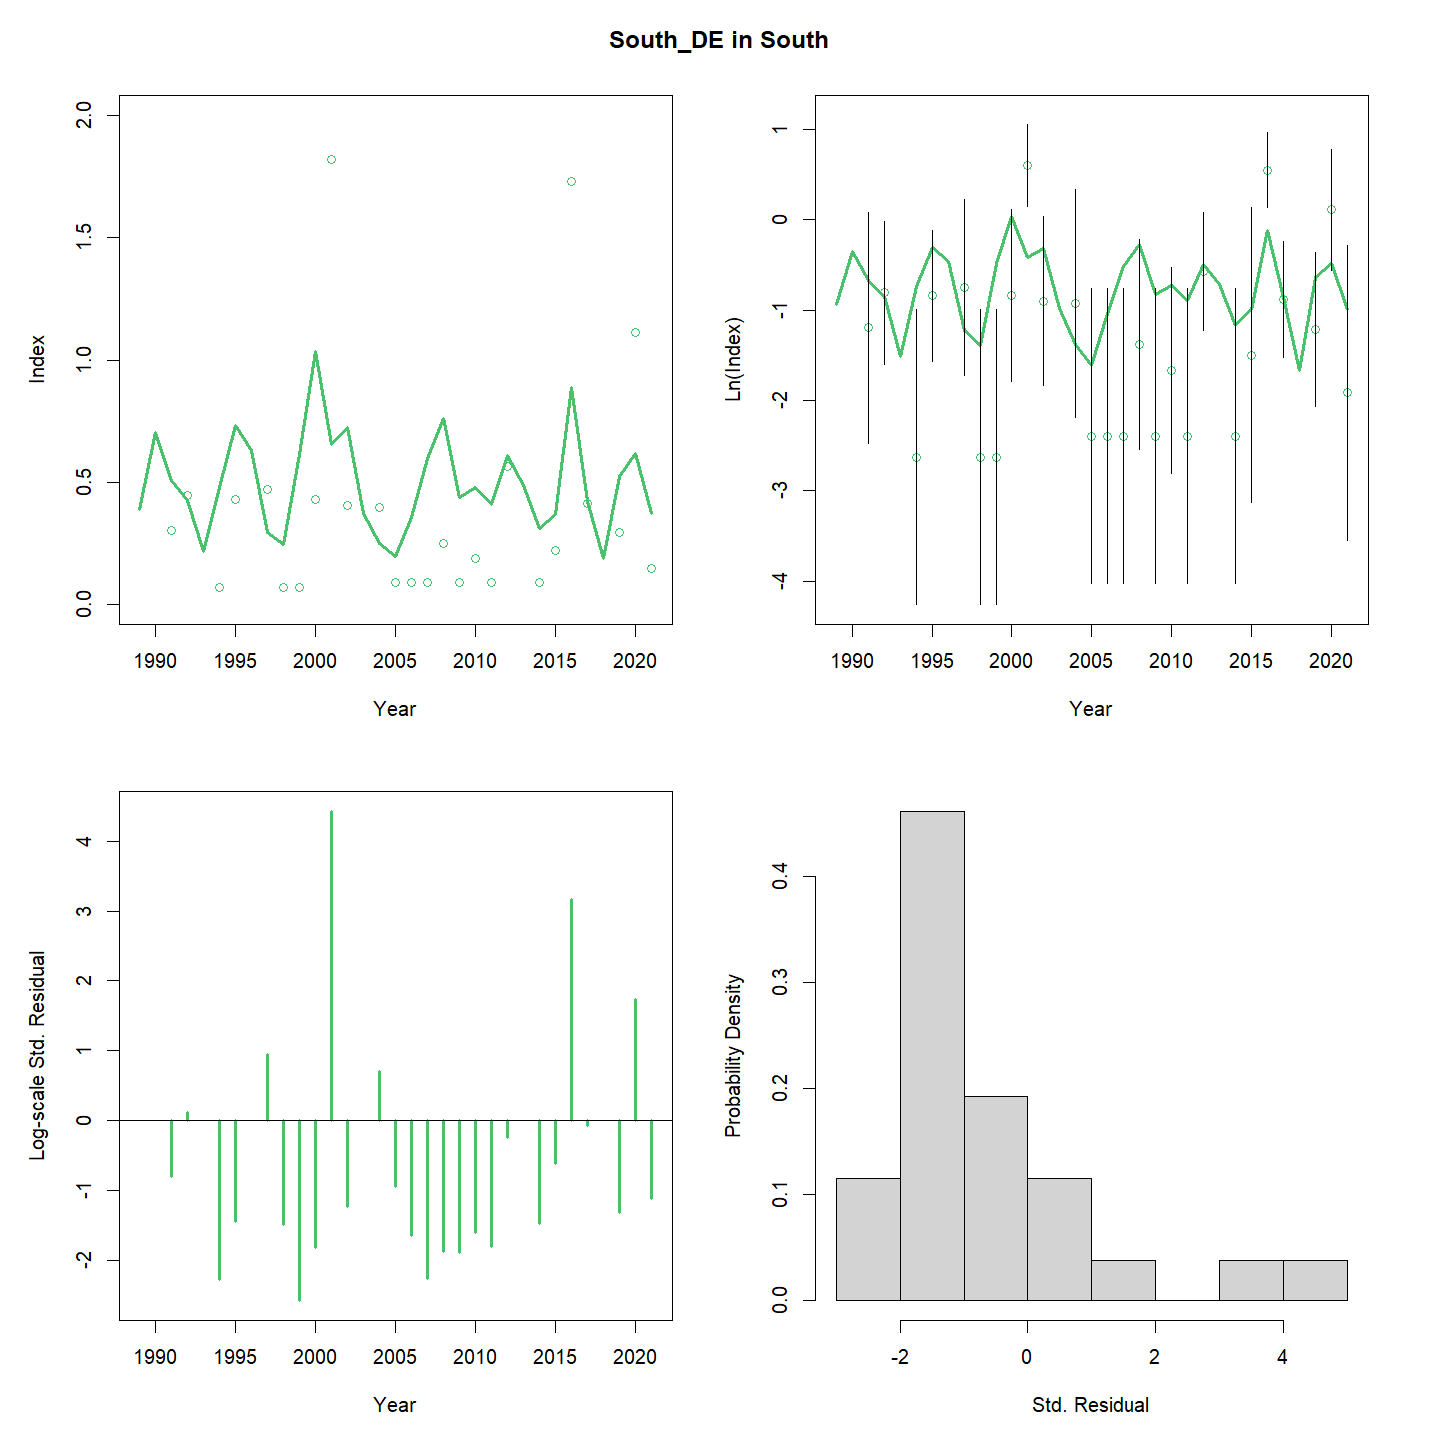 South_DE in South
Index
2.0
1.5
1.0
0.5
0.0
1990 1995 2000 2005 2010 2015 2020
Year
Ln(Index)
1
0
-1
-2
-3
-4
1990 1995 2000 2005 2010 2015 2020
Year
Log-scale Std. Residual
4
3
2
1
0
-1
-2
1990 1995 2000 2005 2010 2015 2020
Year
Probability Density
0.4
0.3
0.2
0.1
0.0
-2 0 2 4
Std. Residual